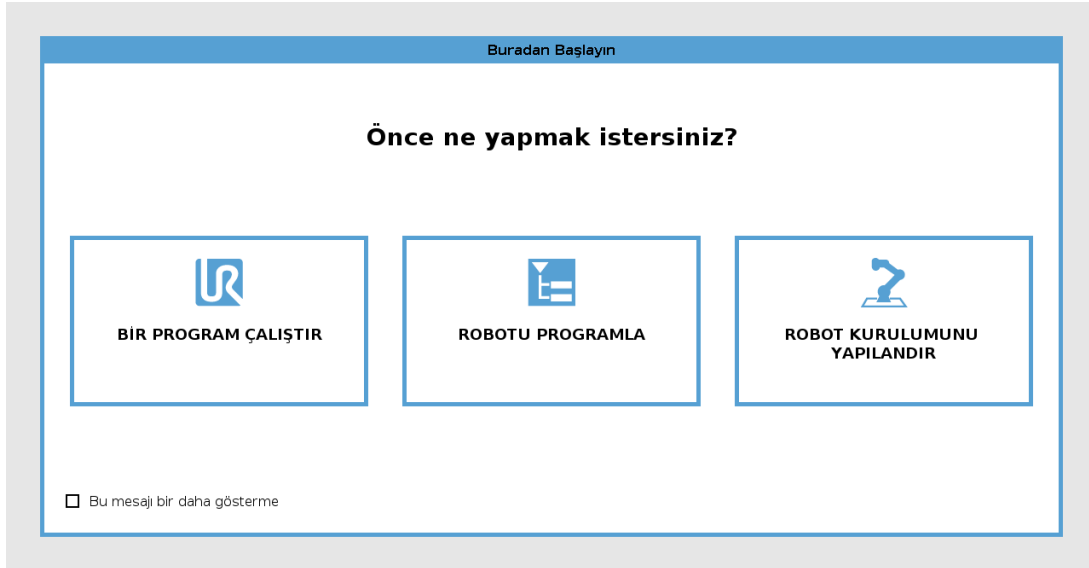 Buradan Başlayın
Önce ne yapmak istersiniz?
BİR PROGRAM ÇALIŞTIR
ROBOTU PROGRAMLA
ROBOT KURULUMUNU
YAPILANDIR
Bu mesajı bir daha gösterme